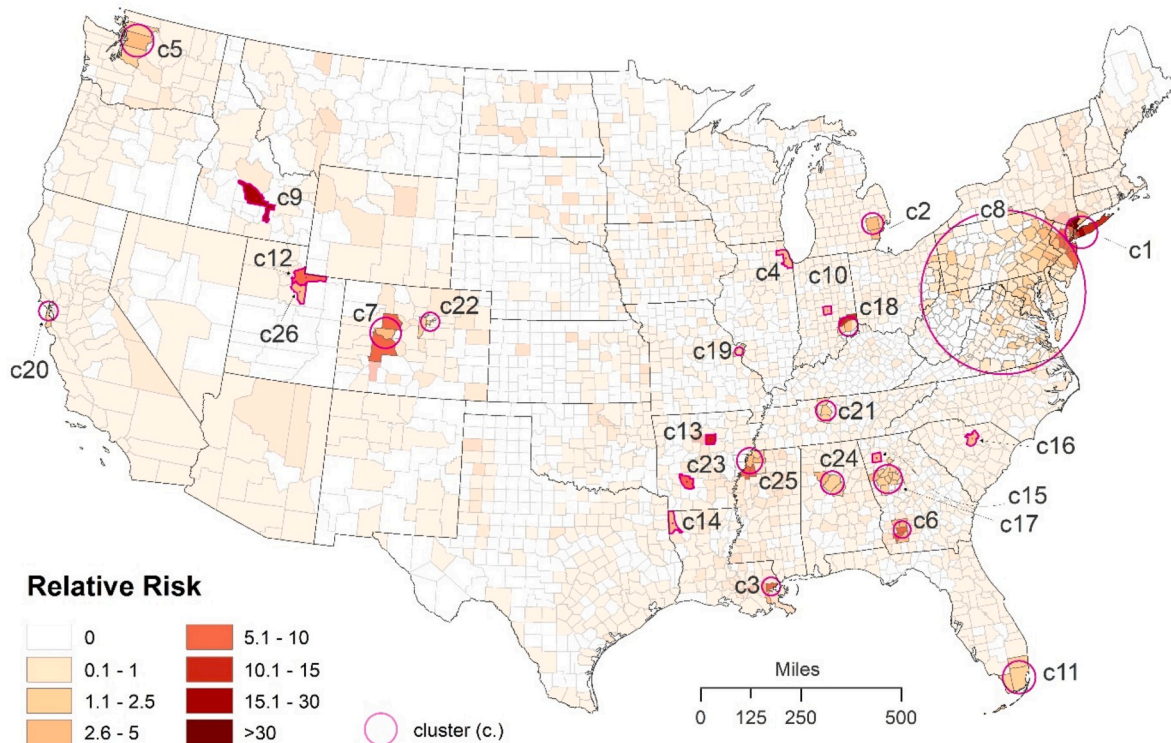 c5
c9
c2
c8
c1
c12
c4
c10
c26
c7
c22
c18
c20
c19
c21
c13
c16
c23
c24
c25
c15
c14
c17
c6
c3
c11
Relative Risk
0
5.1 - 10
0.1 - 1
10.1 - 15
1.1 - 2.5
15.1 - 30
2.6 - 5
>30
cluster (c.)
Miles
0 125 250 500